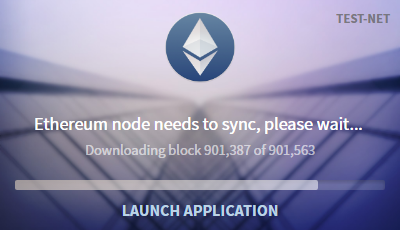 TEST-NET
Ethereum node needs to sync, please wait...
Downloading block 901,387 of 901,563
LAUNCH APPLICATION